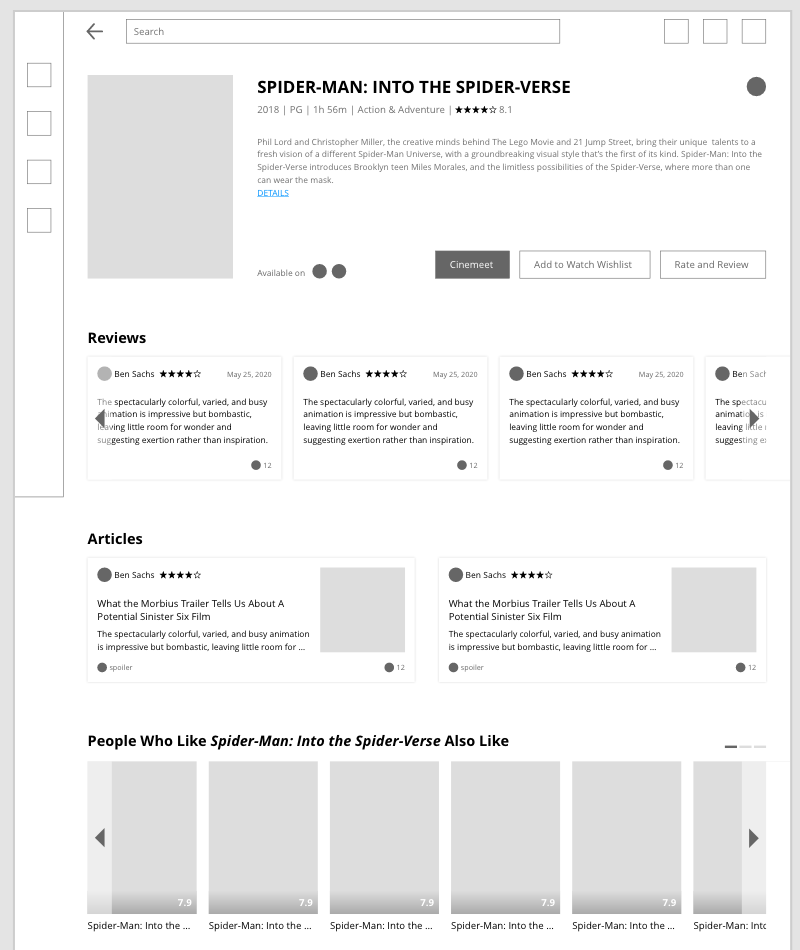 Search
SPIDER-MAN: INTO THE SPIDER-VERSE
2018 | PG | 1h 56m | Action & Adventure | ★★★★☆ 8.1
Phil Lord and Christopher Miller, the creative minds behind The Lego Movie and 21 Jump Street, bring their unique talents to a
fresh vision of a different Spider-Man Universe, with a groundbreaking visual style that's the first of its kind. Spider-Man: Into the
Spider-Verse introduces Brooklyn teen Miles Morales, and the limitless possibilities of the Spider-Verse, where more than one
can wear the mask.
DETAILS
Available on
Cinemeet
Add to Watch Wishlist
Rate and Review
Reviews
Ben Sachs ★★★★☆ May 25, 2020
The spectacularly colorful, varied, and busy
animation is impressive but bombastic,
leaving little room for wonder and
suggesting exertion rather than inspiration.
12
Ben Sachs ★★★★☆ May 25, 2020
The spectacularly colorful, varied, and busy
animation is impressive but bombastic,
leaving little room for wonder and
suggesting exertion rather than inspiration.
12
Ben Sachs ★★★★☆ May 25, 2020
The spectacularly colorful, varied, and busy
animation is impressive but bombastic,
leaving little room for wonder and
suggesting exertion rather than inspiration.
12
Ben Sach
The
leaving little
Articles
Ben Sachs ★★★★☆
What the Morbius Trailer Tells Us About A
Potential Sinister Six Film
The spectacularly colorful, varied, and busy animation
is impressive but bombastic, leaving little room for ...
spoiler
12
Ben Sachs ★★★★☆
What the Morbius Trailer Tells Us About A
Potential Sinister Six Film
The spectacularly colorful, varied, and busy animation
is impressive but bombastic, leaving little room for ...
spoiler
12
People Who Like Spider-Man: Into the Spider-Verse Also Like
7.9
Spider-Man: Into the ...
7.9
Spider-Man: Into the ...
7.9
Spider-Man: Into the ...
7.9
Spider-Man: Into the ...
7.9
Spider-Man: Into the ...
Spider-Man: Into